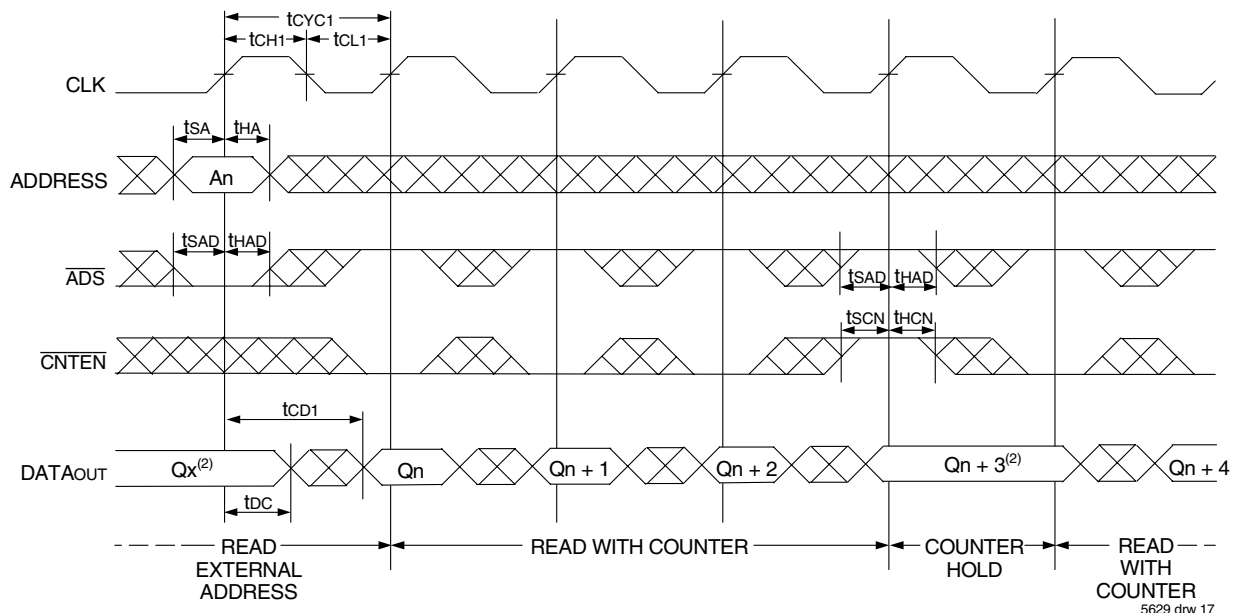 tCYC1
tCH1 tCL1
CLK
tSA tHA
ADDRESS An
tSAD tHAD
ADS
tSAD tHAD
tSCN tHCN
CNTEN
tCD1
DATAOUT Qx(2) Qn Qn + 1 Qn + 2 Qn + 3(2) Qn + 4
tDC
READ EXTERNAL ADDRESS
READ WITH COUNTER
COUNTER HOLD
READ WITH COUNTER
5629 drw 17